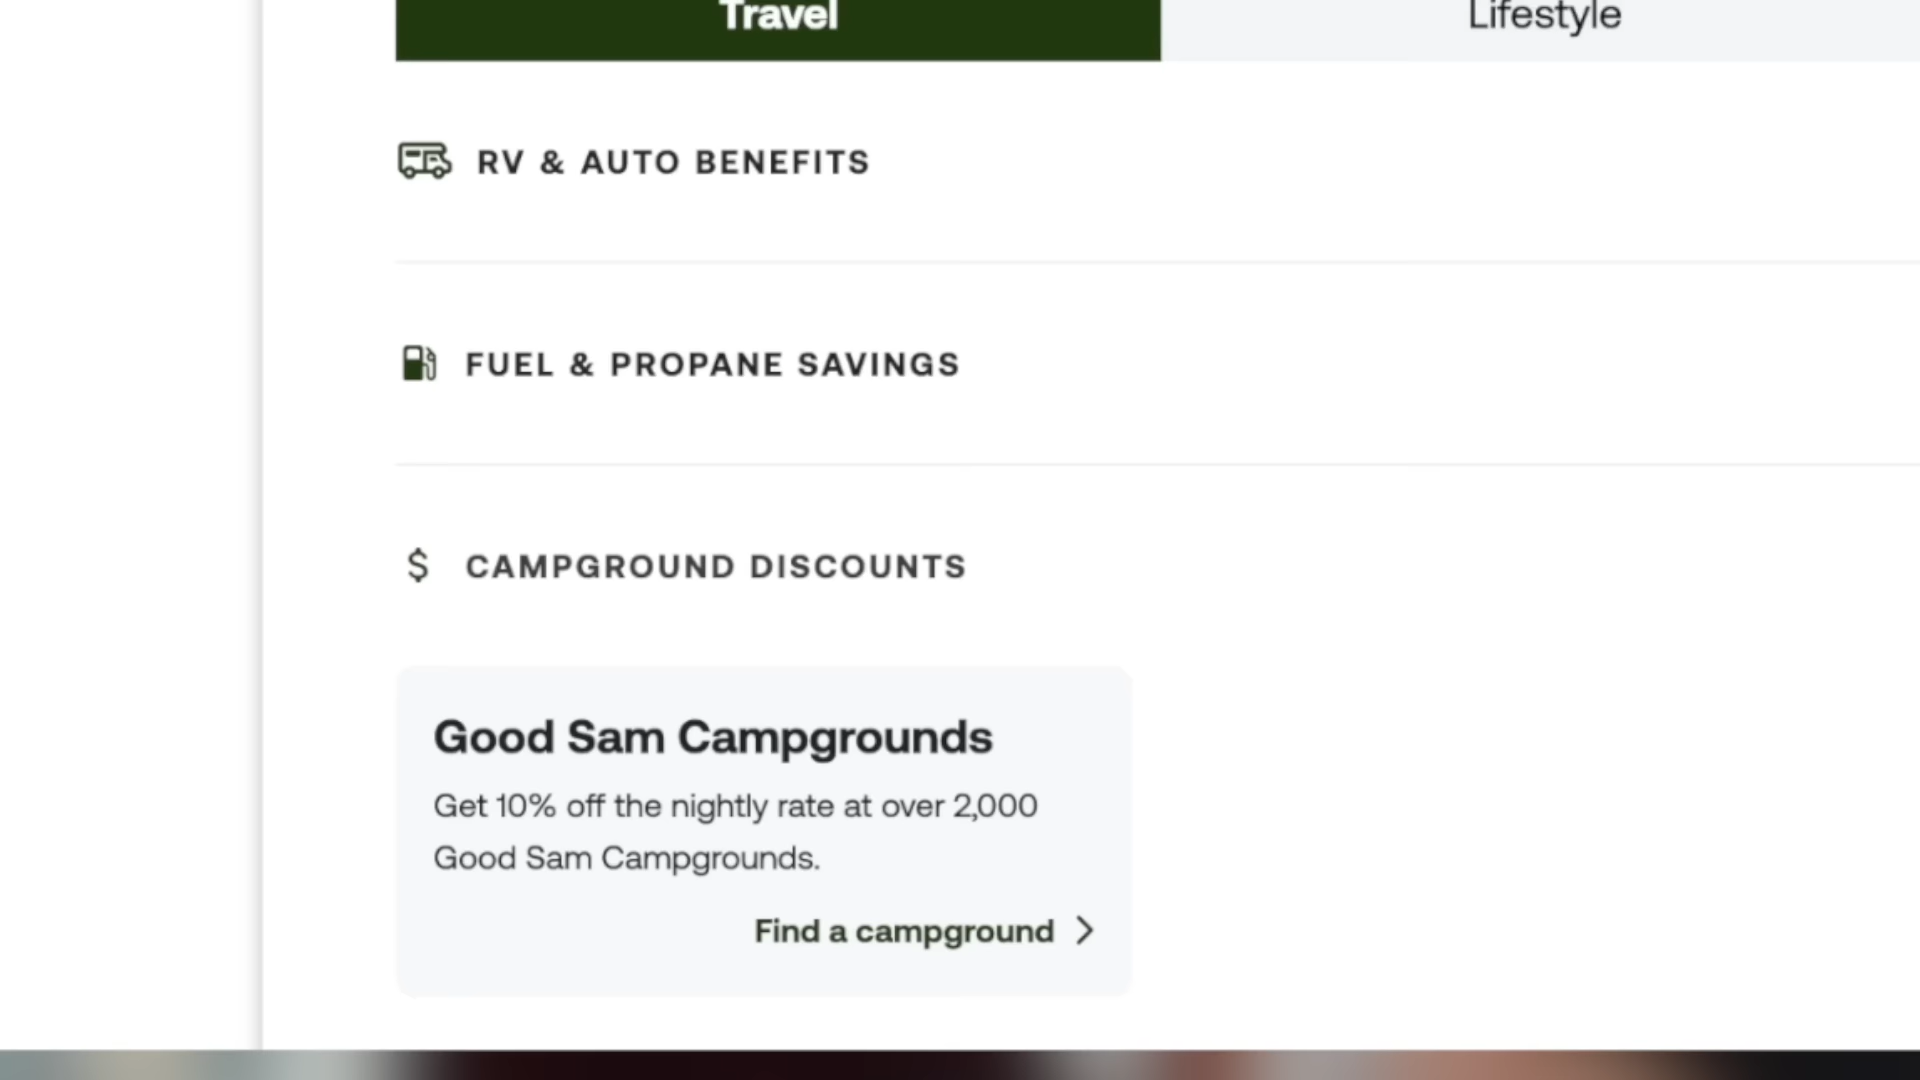 Travel
Lifestyle
RV & AUTO BENEFITS
FUEL & PROPANE SAVINGS
$ CAMPGROUND DISCOUNTS
Good Sam Campgrounds
Get 10% off the nightly rate at over 2,000
Good Sam Campgrounds.
Find a campground